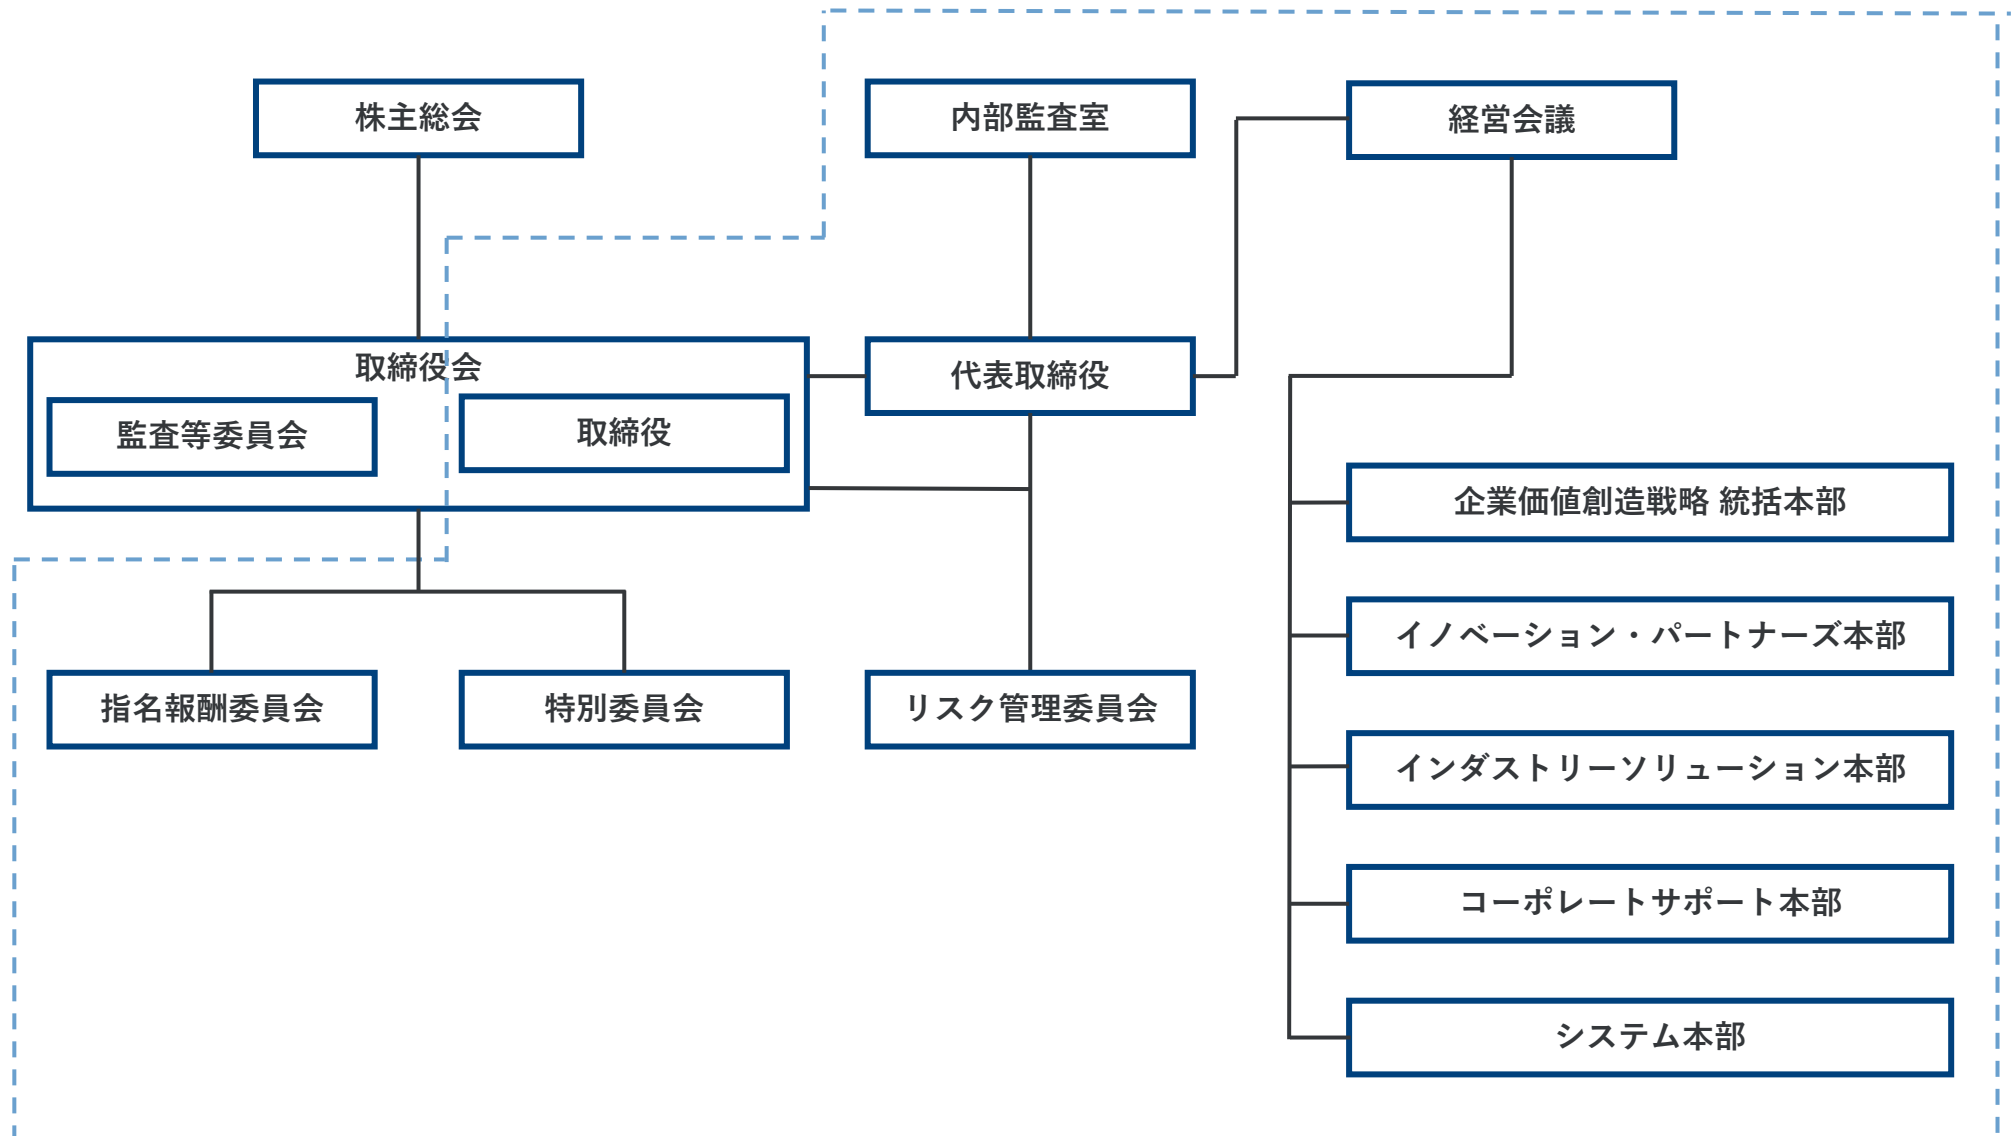 株主総会
内部監査室
経営会議
取締役会
監査等委員会
取締役
代表取締役
企業価値創造戦略 統括本部
イノベーション・パートナーズ本部
指名報酬委員会
特別委員会
リスク管理委員会
インダストリーソリューション本部
コーポレートサポート本部
システム本部